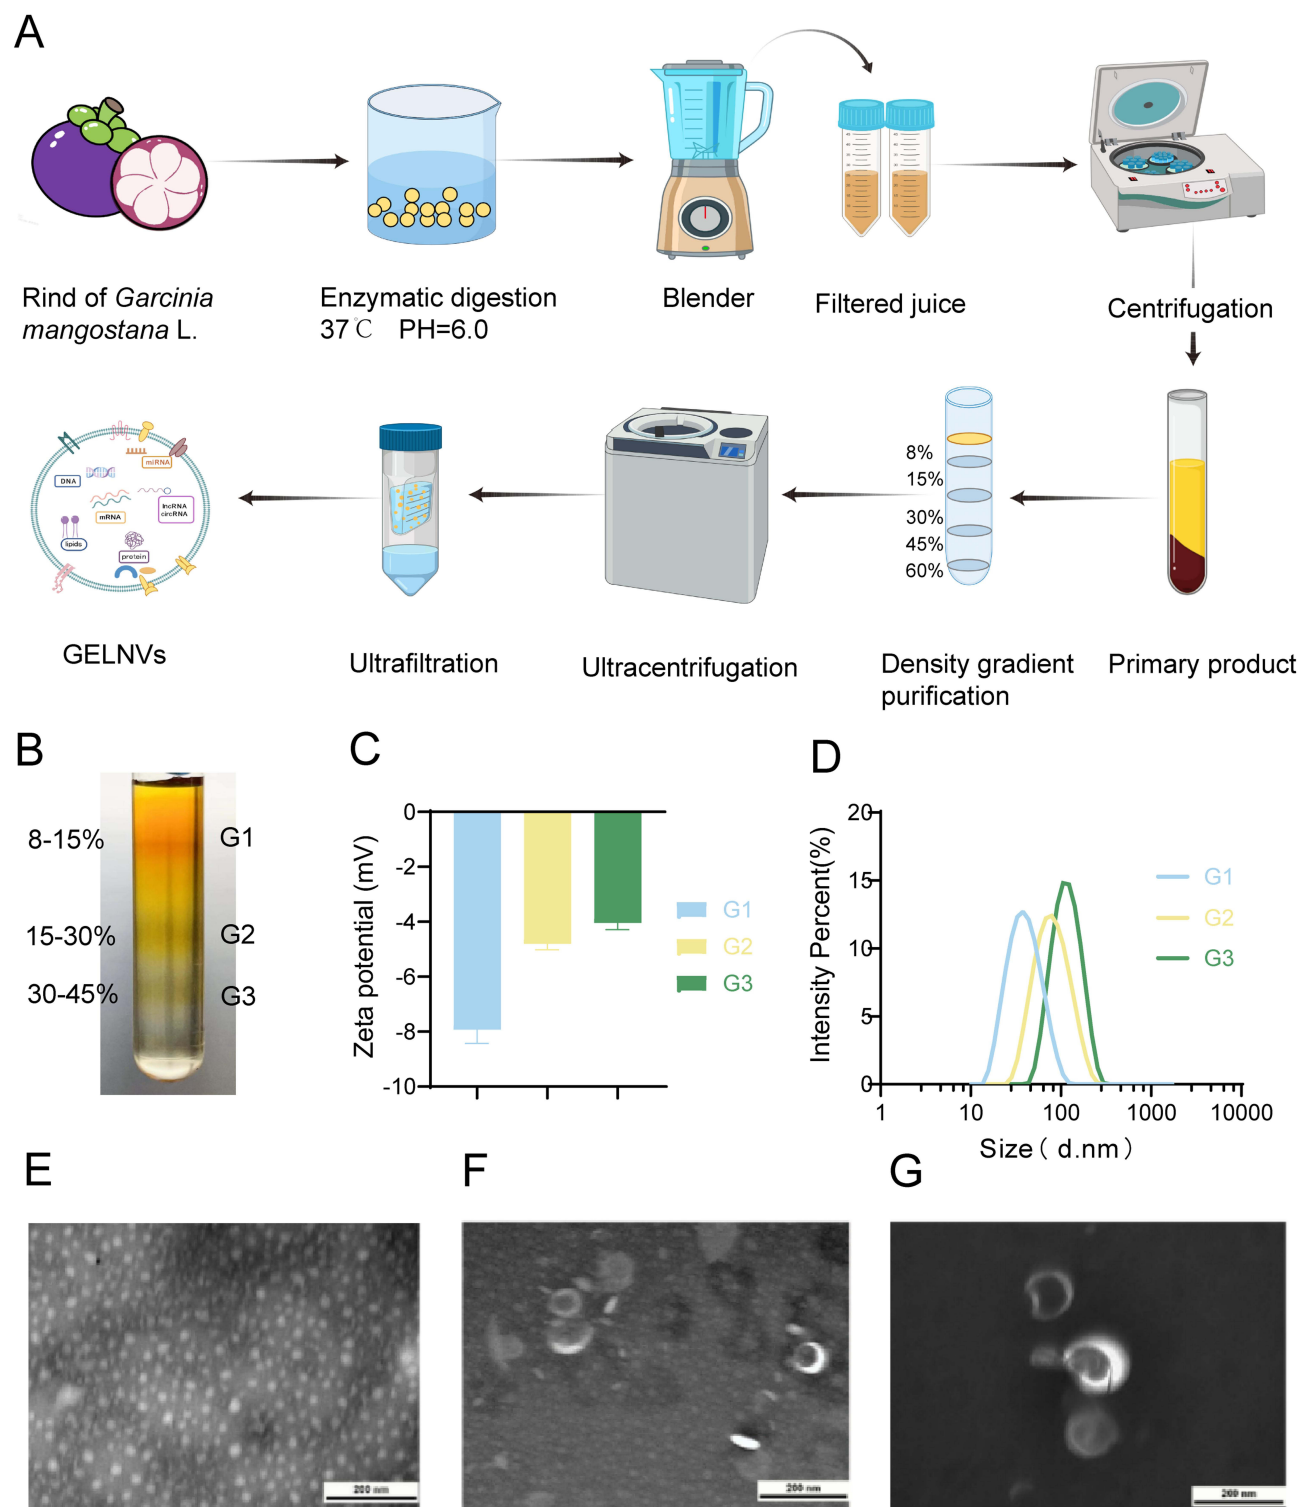 A
Rind of Garcinia
mangostana L.
Enzymatic digestion
37℃ PH=6.0
Blender
Filtered juice
Centrifugation
DNA
miRNA
mRNA
lncRNA
circRNA
lipids
protein
8%
15%
30%
45%
60%
GELNVs
Ultrafiltration
Ultracentrifugation
Density gradient
purification
Primary product
B
8-15%
G1
15-30%
G2
30-45%
G3
C
Zeta potential (mV)
0
-2
-4
-6
-8
-10
G1
G2
G3
D
Intensity Percent(%)
20
15
10
5
0
1
10
100
1000
10000
Size ( d.nm )
G1
G2
G3
E
200 nm
F
200 nm
G
200 nm